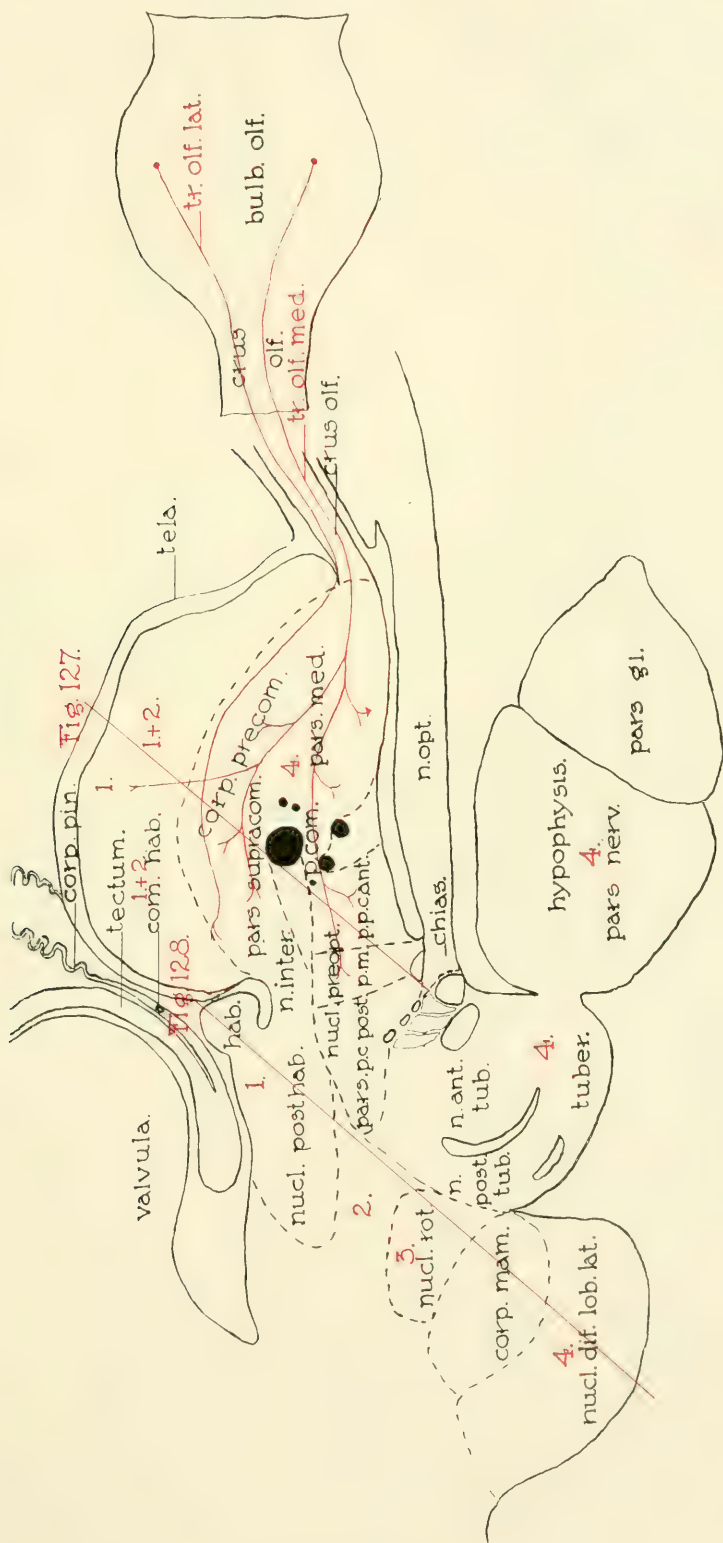 valvula.
tectum.
corp. pin.
1+2
com. hab.
Fig. 128.
Fig. 127.
1.
1+2.
tela.
hab.
1.
nucl. posthab.
n. inter.
pars supracom.
corp. precom.
4.
p. com.
pars. med.
nucl. preopt.
pars. p.c post.
p.m.
p.p.c ant.
2.
3.
nucl. rot
corp. mam.
4.
nucl. dif. lob. lat.
n.
post.
tub.
n. ant.
tub.
chias.
n.opt.
4.
tuber.
hypophysis.
4.
pars nerv.
pars gl.
crus
olf.
tr. olf. med.
crus olf.
tr. olf. lat.
bulb. olf.